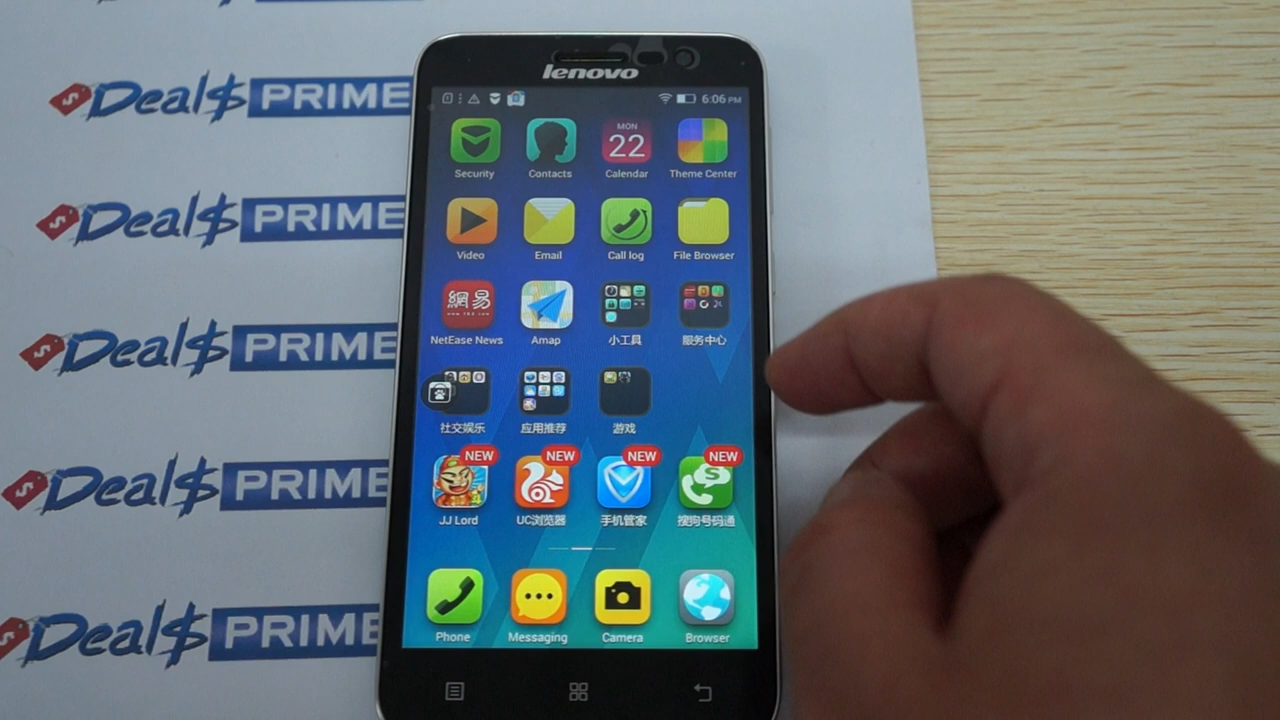 Deal$ PRIME
Deal$ PRIME
Deal$ PRIME
Deal$ PRIME
Deal$ PRIME
lenovo
6:06 PM
MON
22
Security Contacts Calendar Theme Center
Video Email Call log File Browser
網易
NetEase News Amap 小工具 服务中心
社交娱乐 应用推荐 游戏
NEW NEW NEW NEW
JJ Lord UC浏览器 手机管家 搜狗号码通
Phone Messaging Camera Browser